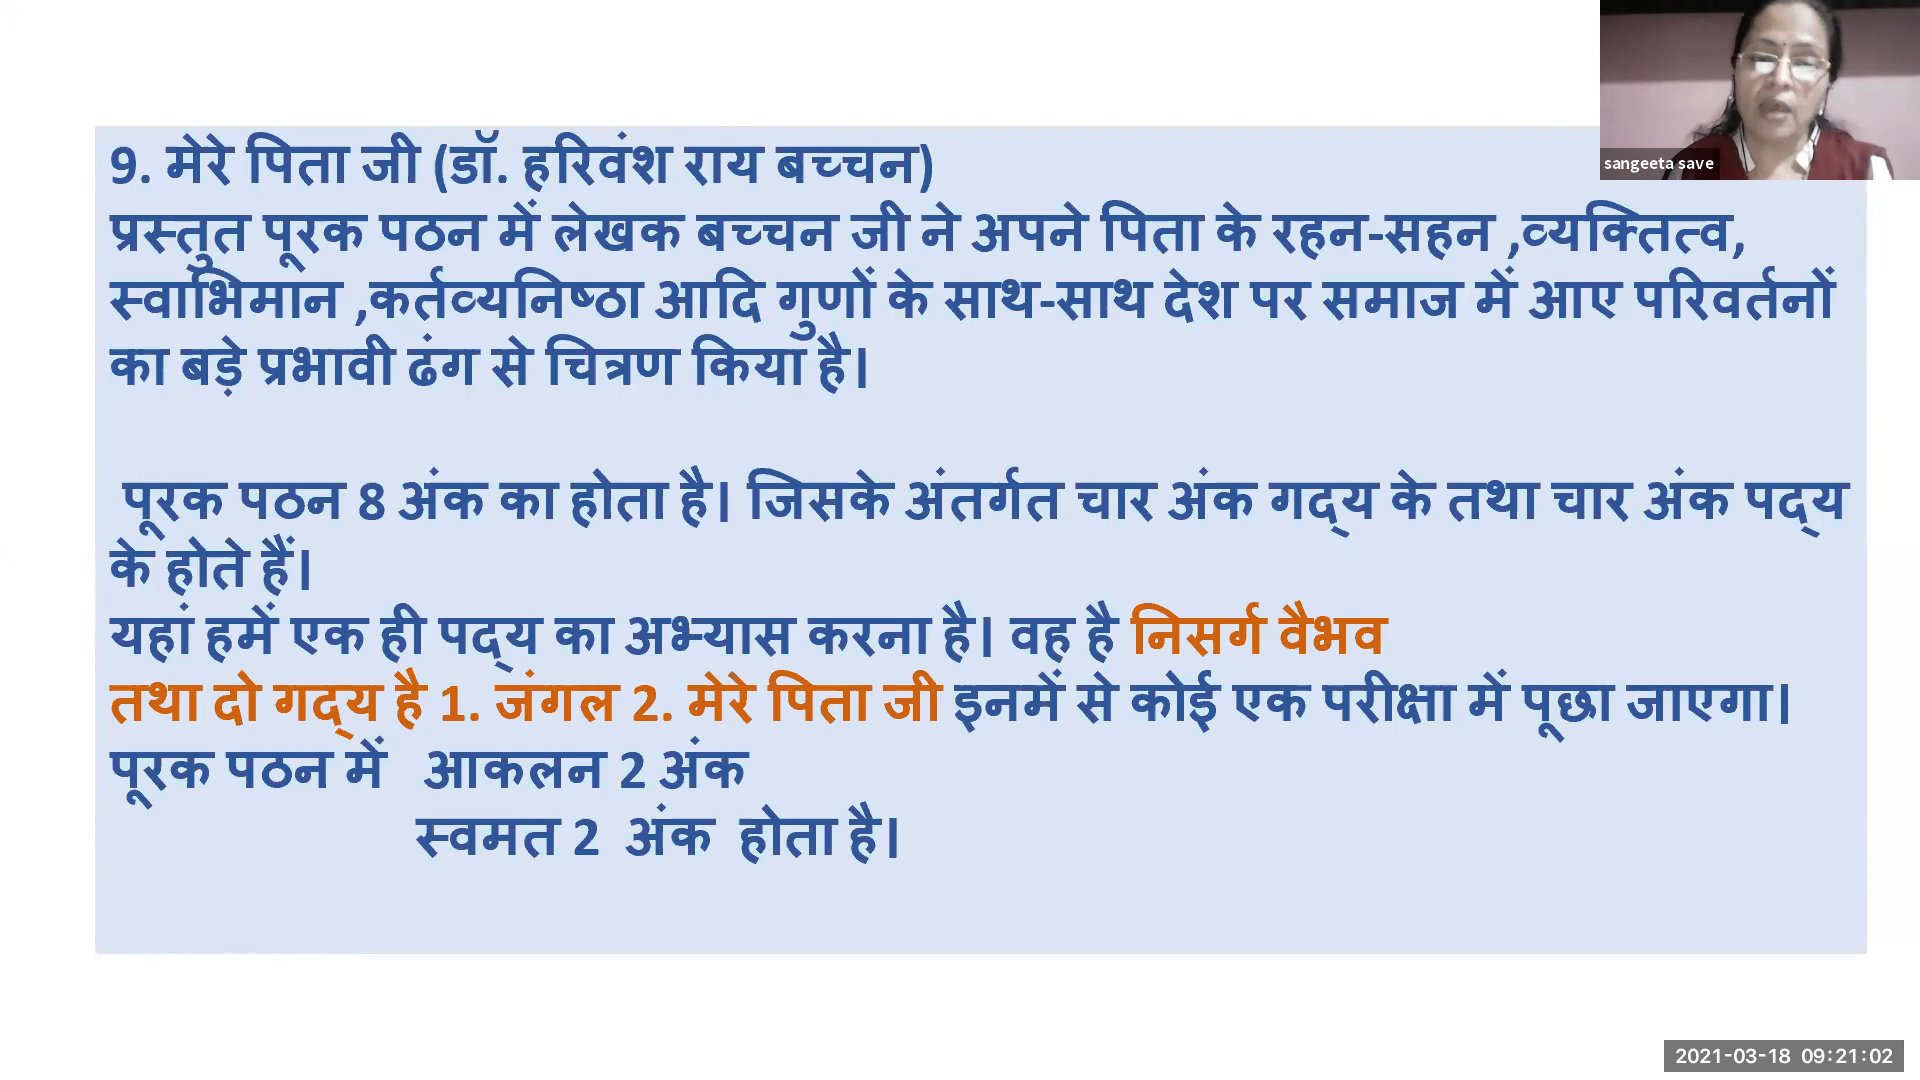 sangeeta save
9. मेरे पिता जी (डॉ. हरिवंश राय बच्चन)
प्रस्तुत पूरक पठन में लेखक बच्चन जी ने अपने पिता के रहन-सहन ,व्यक्तित्व,
स्वाभिमान ,कर्तव्यनिष्ठा आदि गुणों के साथ-साथ देश पर समाज में आए परिवर्तनों
का बड़े प्रभावी ढंग से चित्रण किया है।
पूरक पठन 8 अंक का होता है। जिसके अंतर्गत चार अंक गद्‌य के तथा चार अंक पद्‌य
के होते हैं।
यहां हमें एक ही पद्‌य का अभ्यास करना है। वह है निसर्ग वैभव
तथा दो गद्‌य है 1. जंगल 2. मेरे पिता जी इनमें से कोई एक परीक्षा में पूछा जाएगा।
पूरक पठन में आकलन 2 अंक
स्वमत 2 अंक होता है।
2021-03-18 09:21:02